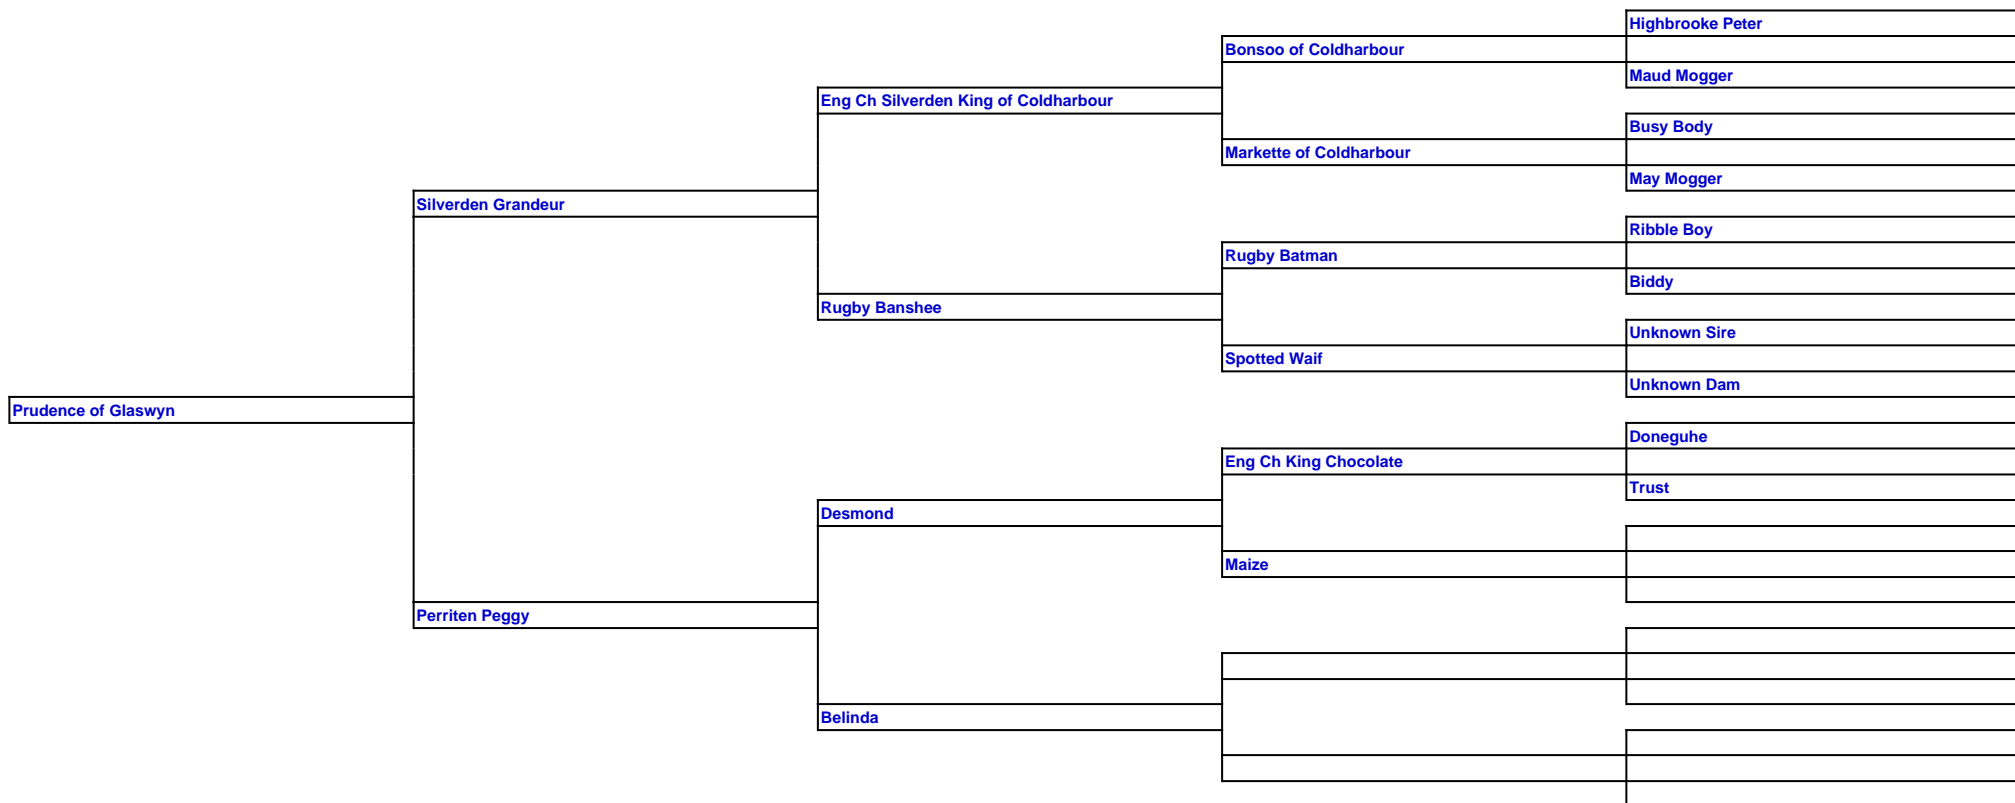 Highbrooke Peter
Bonsoo of Coldharbour
Maud Mogger
Eng Ch Silverden King of Coldharbour
Busy Body
Markette of Coldharbour
May Mogger
Silverden Grandeur
Ribble Boy
Rugby Batman
Biddy
Rugby Banshee
Unknown Sire
Spotted Waif
Unknown Dam
Prudence of Glaswyn
Doneguhe
Eng Ch King Chocolate
Trust
Desmond
Maize
Perriten Peggy
Belinda